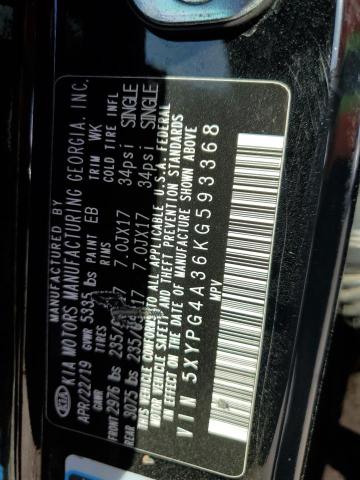 KIA
MANUFACTURED BY
KIA MOTORS MANUFACTURING GEORGIA, INC.
APR/22/19 GVWR 5335 lbs PAINT EB TRIM WK
GAWR TIRES RIMS COLD TIRE INFL
FRONT 2976 lbs 7.0JX17 34psi SINGLE
REAR 3075 lbs 7.0JX17 34psi SINGLE
THIS VEHICLE CONFORMS TO ALL APPLICABLE U.S.A. FEDERAL
MOTOR VEHICLE SAFETY AND THEFT PREVENTION STANDARDS
IN EFFECT ON THE DATE OF MANUFACTURE SHOWN ABOVE
VIN 5XYPG4A36KG593368
MPV